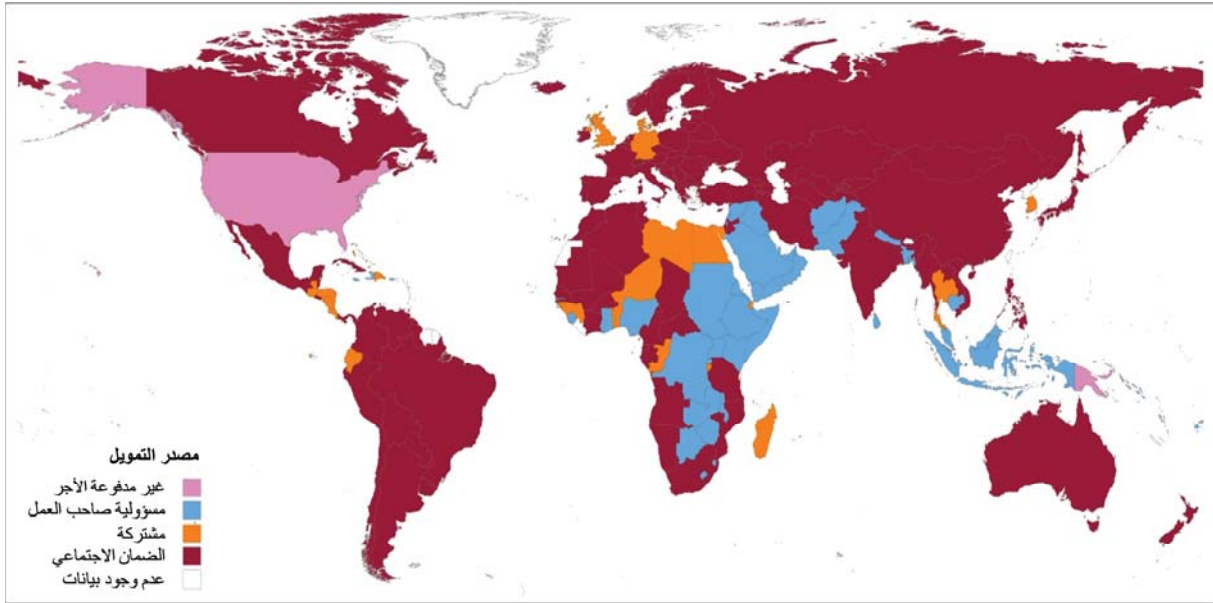 مصدر التمويل
غير مدفوعة الأجر
مسؤولية صاحب العمل
مشتركة
الضمان الاجتماعي
عدم وجود بيانات